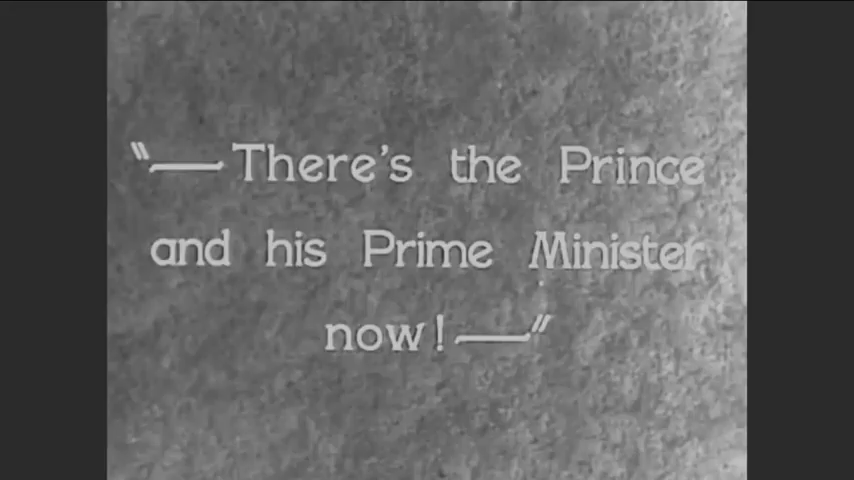 "—There's the Prince
and his Prime Minister
now!—"